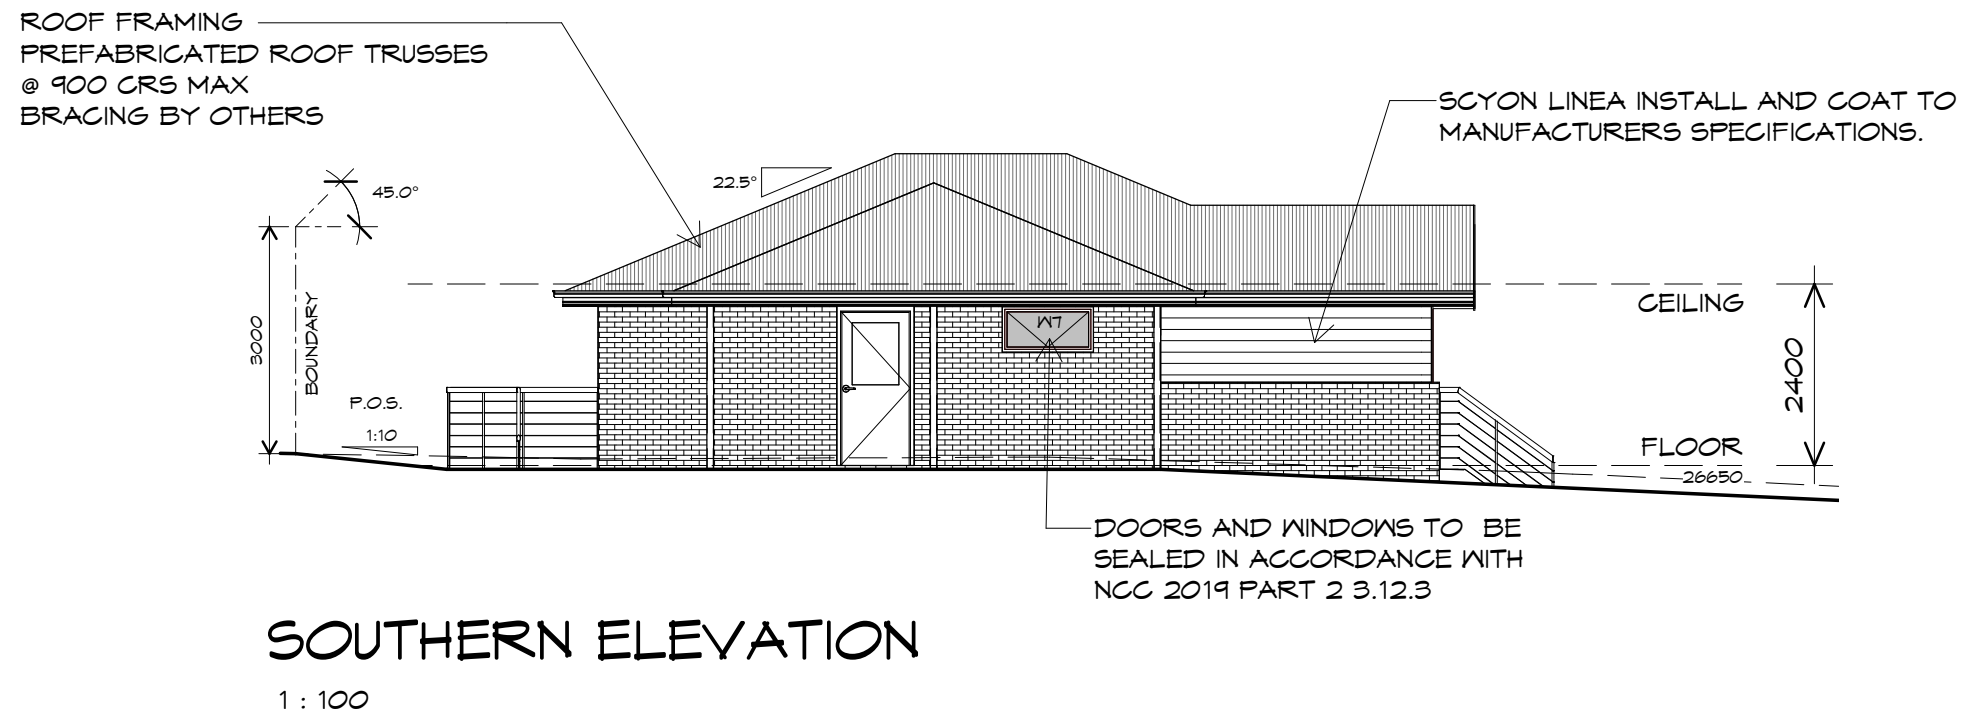 ROOF FRAMING
PREFABRICATED ROOF TRUSSES
@ 900 CRS MAX
BRACING BY OTHERS
SCYON LINEA INSTALL AND COAT TO
MANUFACTURERS SPECIFICATIONS.
22.5°
45.0°
3000
BOUNDARY
P.O.S.
1:10
W7
CEILING
2400
FLOOR
26650
DOORS AND WINDOWS TO BE
SEALED IN ACCORDANCE WITH
NCC 2019 PART 2 3.12.3
SOUTHERN ELEVATION
1 : 100